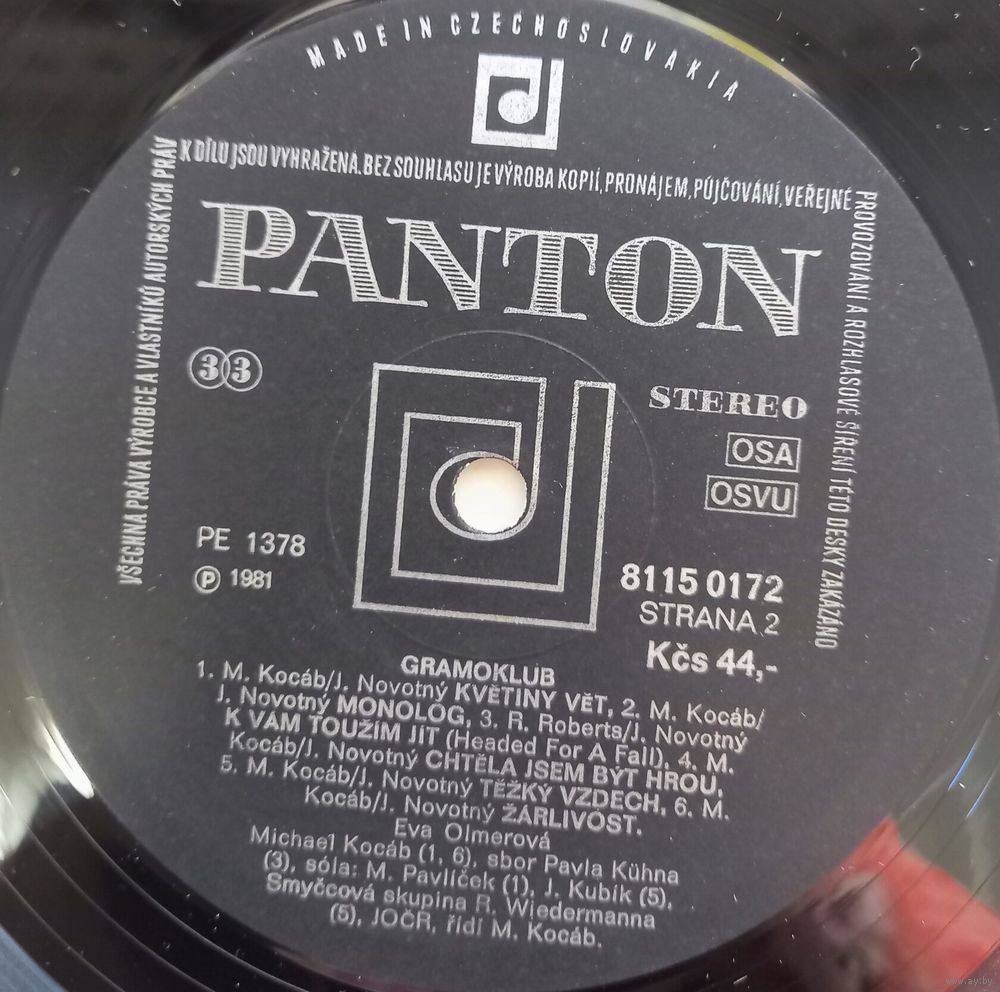 MADE IN CZECHOSLOVAKIA
VŠECHNA PRÁVA VÝROBCE A VLASTNÍKŮ AUTORSKÝCH PRÁV
K DÍLU JSOU VYHRAŽENA. BEZ SOUHLASU JE VÝROBA KOPIÍ, PRONÁJEM, PŮJČOVÁNÍ, VEŘEJNÉ
PROVOZOVÁNÍ A ROZHLASOVÉ ŠÍŘENÍ TÉTO DESKY ZAKÁZÁNO
PANTON
33
STEREO
OSA
OSVU
PE 1378
Ⓟ 1981
8115 0172
STRANA 2
Kčs 44,-
GRAMOKLUB
1. M. Kocáb/J. Novotný KVĚTINY VĚT, 2. M. Kocáb/
J. Novotný MONOLOG, 3. R. Roberts/J. Novotný
K VÁM TOUŽÍM JÍT (Headed For A Fall), 4. M.
Kocáb/J. Novotný CHTĚLA JSEM BÝT HROU,
5. M. Kocáb/J. Novotný TĚŽKÝ VZDECH, 6. M.
Kocáb/J. Novotný ŽÁRLIVOST.
Eva Olmerová
Michael Kocáb (1, 6), sbor Pavla Kühna
(3), sóla: M. Pavlíček (1), J. Kubík (5),
Smyčcová skupina R. Wiedermanna
(5), JOČR, řídí M. Kocáb.
www.ay.by